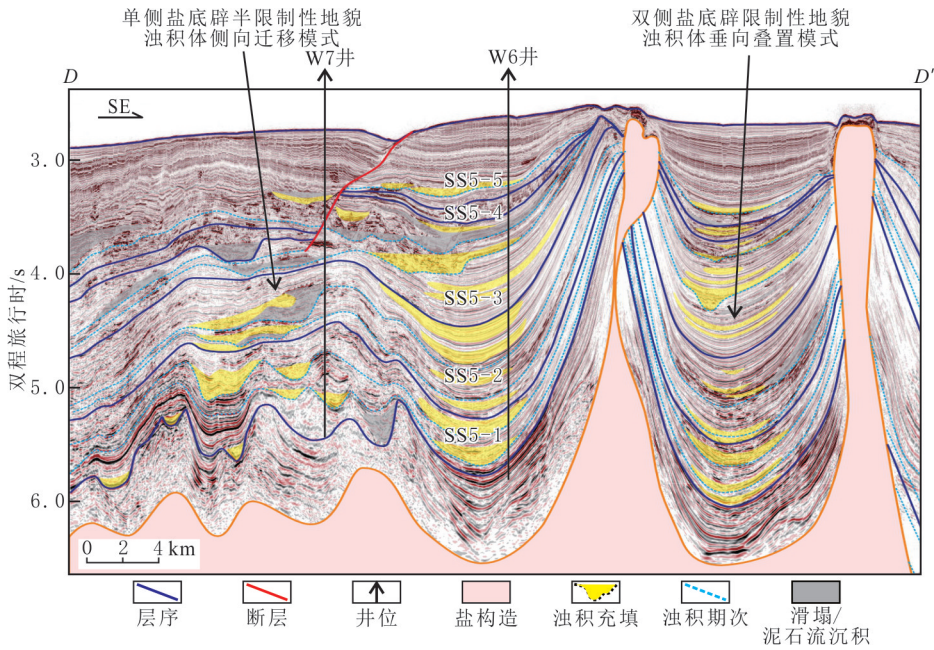 单侧盐底辟半限制性地貌
浊积体侧向迁移模式
双侧盐底辟限制性地貌
浊积体垂向叠置模式
W7井
W6井
D
D′
SE
3.0
4.0
5.0
6.0
双程旅行时/s
SS5-5
SS5-4
SS5-3
SS5-2
SS5-1
0 2 4 km
层序
断层
井位
盐构造
浊积充填
浊积期次
滑塌/
泥石流沉积